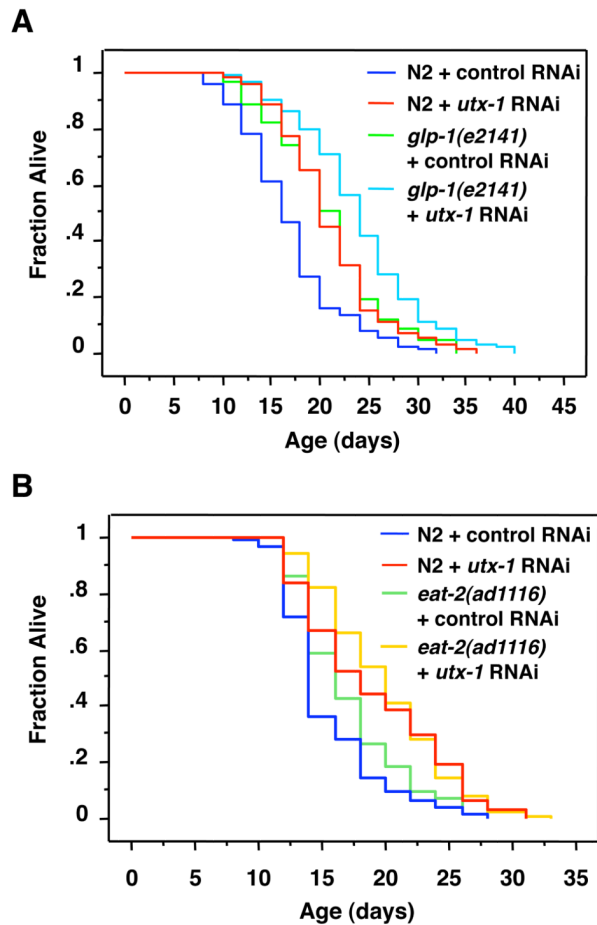 A
Fraction Alive
1
.8
.6
.4
.2
0
N2 + control RNAi
N2 + utx-1 RNAi
glp-1(e2141)
+ control RNAi
glp-1(e2141)
+ utx-1 RNAi
0 5 10 15 20 25 30 35 40 45
Age (days)
B
Fraction Alive
1
.8
.6
.4
.2
0
N2 + control RNAi
N2 + utx-1 RNAi
eat-2(ad1116)
+ control RNAi
eat-2(ad1116)
+ utx-1 RNAi
0 5 10 15 20 25 30 35
Age (days)